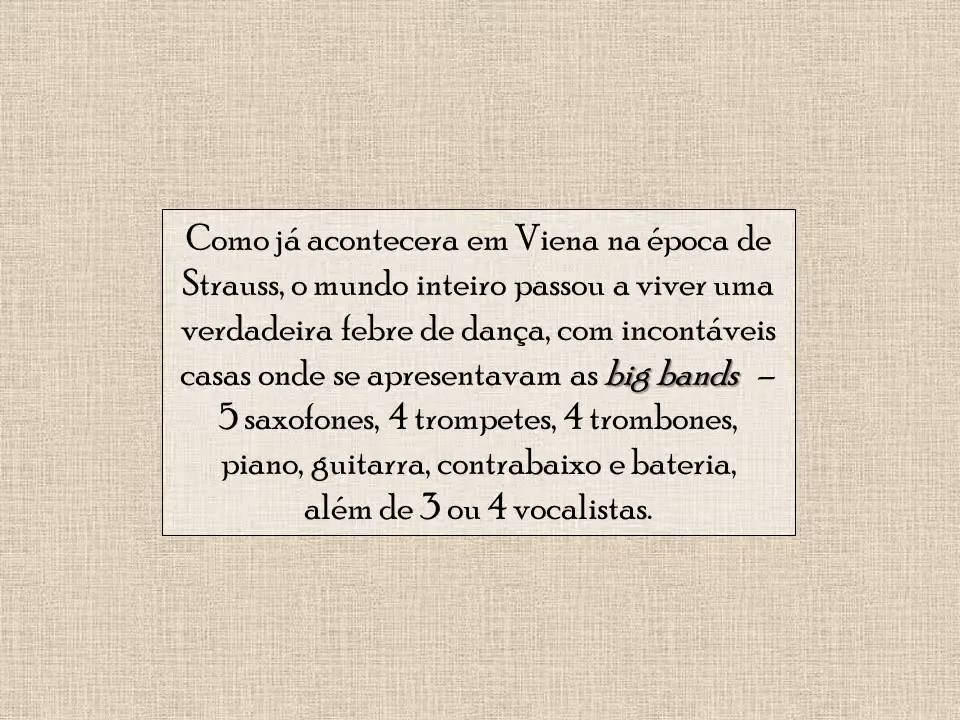 Como já acontecera em Viena na época de
Strauss, o mundo inteiro passou a viver uma
verdadeira febre de dança, com incontáveis
casas onde se apresentavam as big bands –
5 saxofones, 4 trompetes, 4 trombones,
piano, guitarra, contrabaixo e bateria,
além de 3 ou 4 vocalistas.